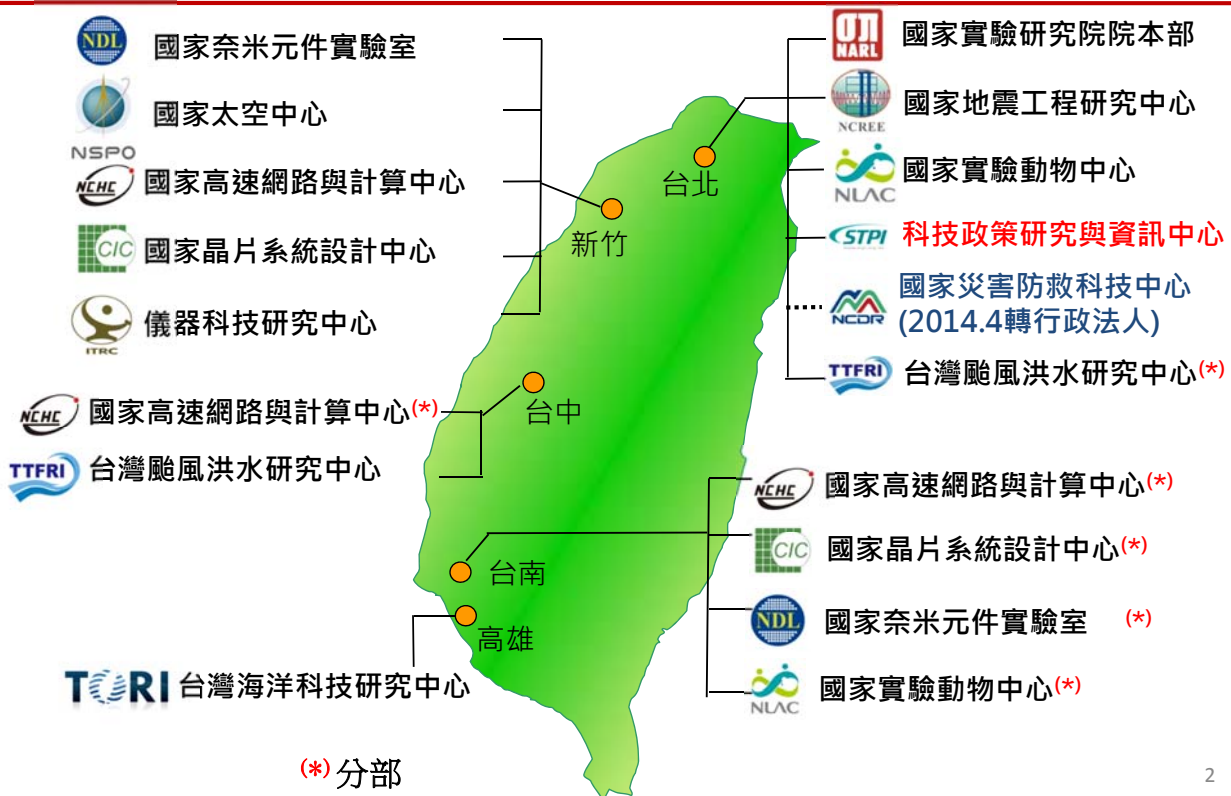 NDL 國家奈米元件實驗室
國家太空中心
NSPO
NCHC 國家高速網路與計算中心
CIC 國家晶片系統設計中心
儀器科技研究中心
ITRC
NCHC 國家高速網路與計算中心(*)
TTFRI 台灣颱風洪水研究中心
TORI 台灣海洋科技研究中心
台北
新竹
台中
台南
高雄
NARL 國家實驗研究院院本部
國家地震工程研究中心
NCREE
國家實驗動物中心
NLAC
STPI 科技政策研究與資訊中心
國家災害防救科技中心
NCDR (2014.4轉行政法人)
TTFRI 台灣颱風洪水研究中心(*)
NCHC 國家高速網路與計算中心(*)
CIC 國家晶片系統設計中心(*)
NDL 國家奈米元件實驗室 (*)
國家實驗動物中心(*)
NLAC
(*) 分部
2